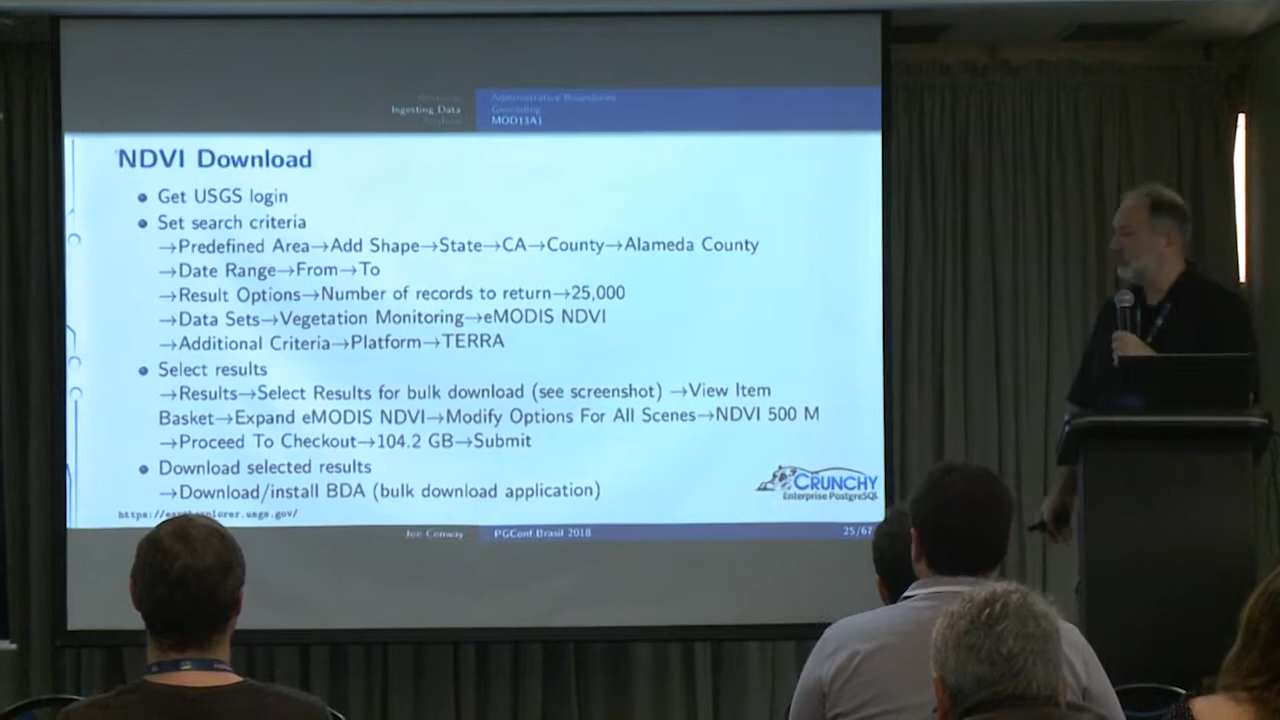 Ingesting Data
Administrative Boundaries
Geocoding
MOD13A1
NDVI Download
Get USGS login
Set search criteria
→Predefined Area→Add Shape→State→CA→County→Alameda County
→Date Range→From→To
→Result Options→Number of records to return→25,000
→Data Sets→Vegetation Monitoring→eMODIS NDVI
→Additional Criteria→Platform→TERRA
Select results
→Results→Select Results for bulk download (see screenshot) →View Item
Basket→Expand eMODIS NDVI→Modify Options For All Scenes→NDVI 500 M
→Proceed To Checkout→104.2 GB→Submit
Download selected results
→Download/install BDA (bulk download application)
https://earthexplorer.usgs.gov/
CRUNCHY
Enterprise PostgreSQL
Joe Conway
PGConf.Brasil 2018
25/67